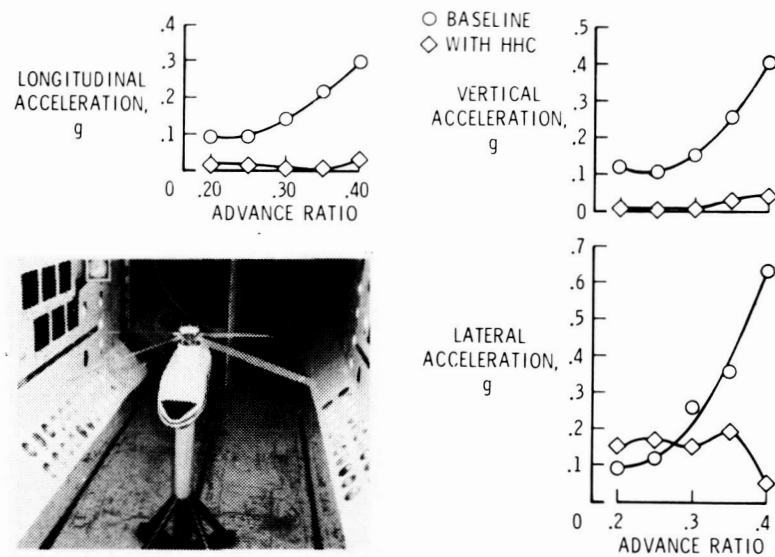 LONGITUDINAL
ACCELERATION,
g
.4
.3
.2
.1
0
.20
.30
.40
ADVANCE RATIO
○ BASELINE
◇ WITH HHC
VERTICAL
ACCELERATION,
g
.5
.4
.3
.2
.1
0
LATERAL
ACCELERATION,
g
.7
.6
.5
.4
.3
.2
.1
0
.2
.3
.4
ADVANCE RATIO